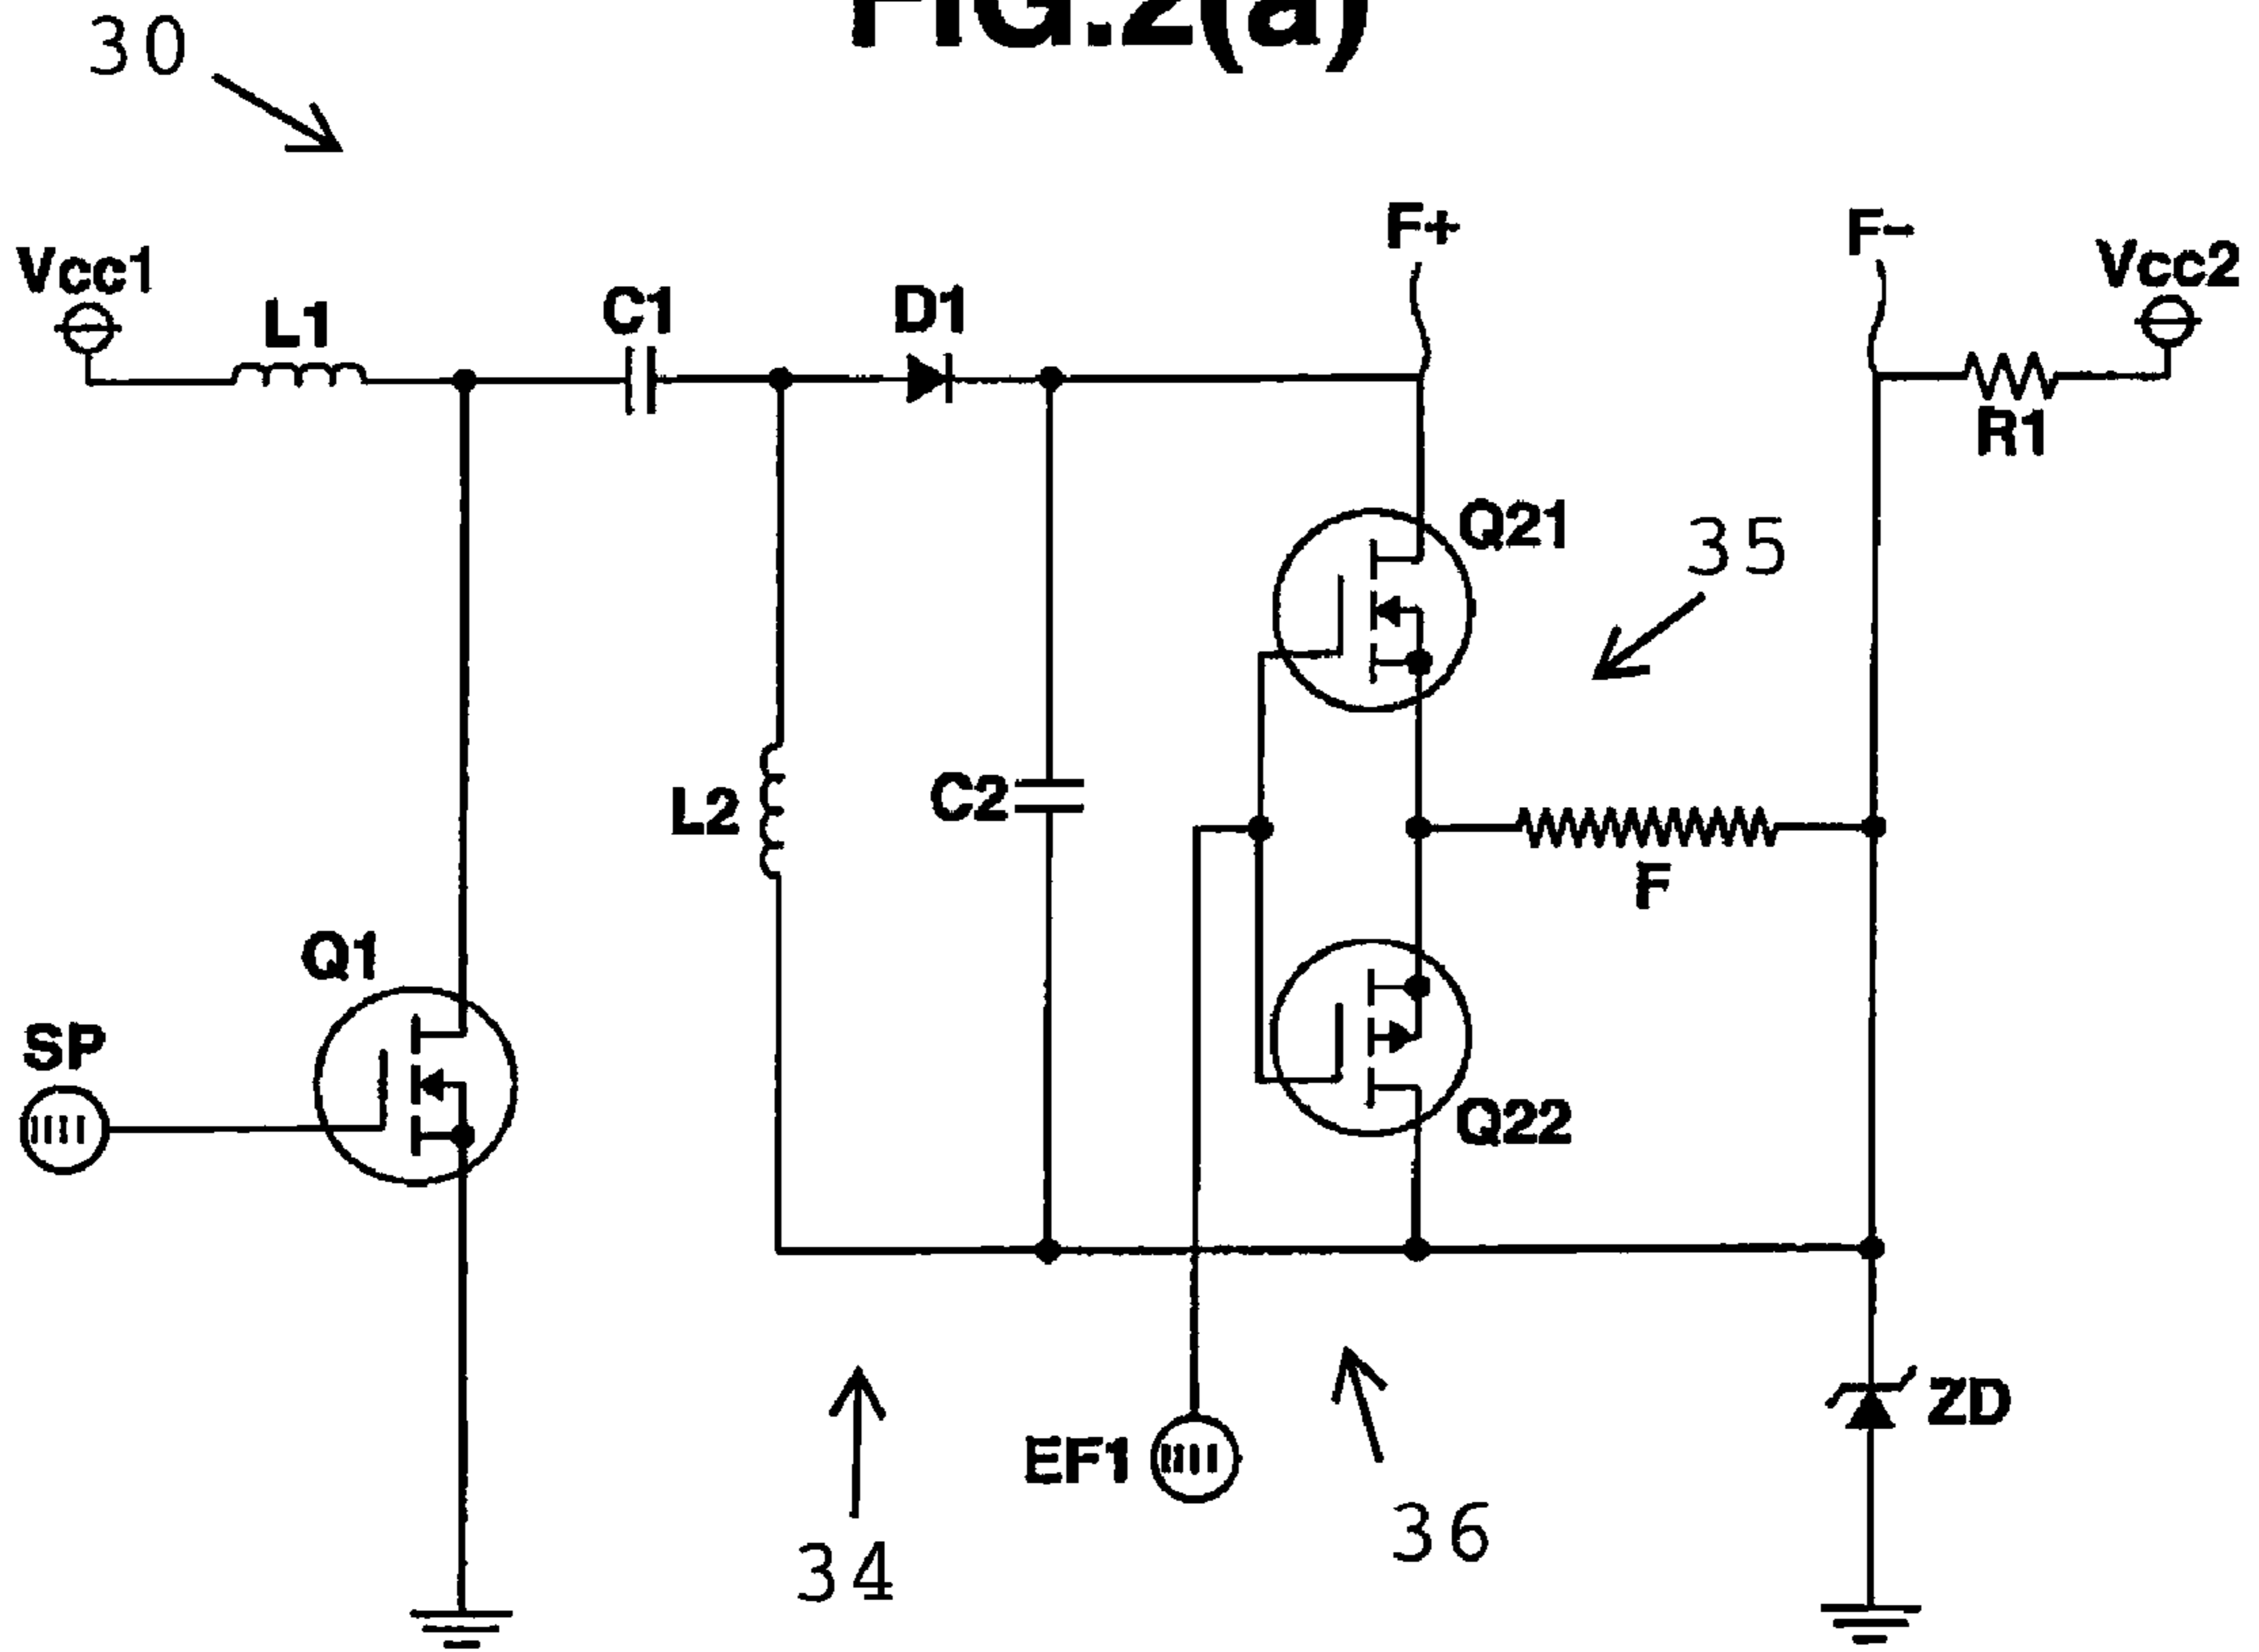 FIG.2(a)
30
F+
F-
Vcc1
Vcc2
L1
C1
D1
R1
Q21
35
L2
C2
F
Q1
SP
Q22
ZD
EF1
36
34